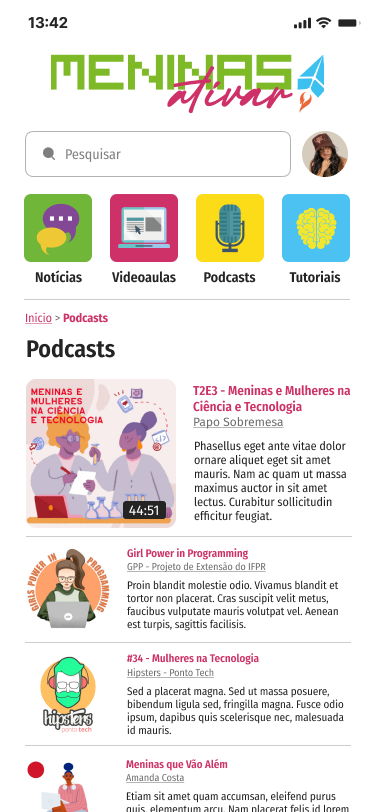 13:42
MENINAS
ativar
Pesquisar
Notícias
Videoaulas
Podcasts
Tutoriais
Inicio > Podcasts
Podcasts
MENINAS E
MULHERES
NA CIÊNCIA
E TECNOLOGIA
44:51
T2E3 - Meninas e Mulheres na
Ciência e Tecnologia
Papo Sobremesa
Phasellus eget ante vitae dolor
ornare aliquet eget sit amet
mauris. Nam ac quam ut massa
maximus auctor in sit amet
lectus. Curabitur sollicitudin
efficitur feugiat.
GIRLS POWER IN PROGRAMMING
Girl Power in Programming
GPP - Projeto de Extensão do IFPR
Proin blandit molestie odio. Vivamus blandit et
tortor non placerat. Cras suscipit velit metus,
faucibus vulputate mauris volutpat vel. Aenean
est turpis, sagittis facilisis.
hipsters
ponto tech
#34 - Mulheres na Tecnologia
Hipsters - Ponto Tech
Sed a placerat magna. Sed ut massa posuere,
bibendum ligula sed, fringilla magna. Fusce odio
ipsum, dapibus quis scelerisque nec, malesuada
id mauris.
Meninas que Vão Além
Amanda Costa
Etiam sit amet quam accumsan, eleifend purus
quis, elementum arcu. Nam placerat felis id lorem